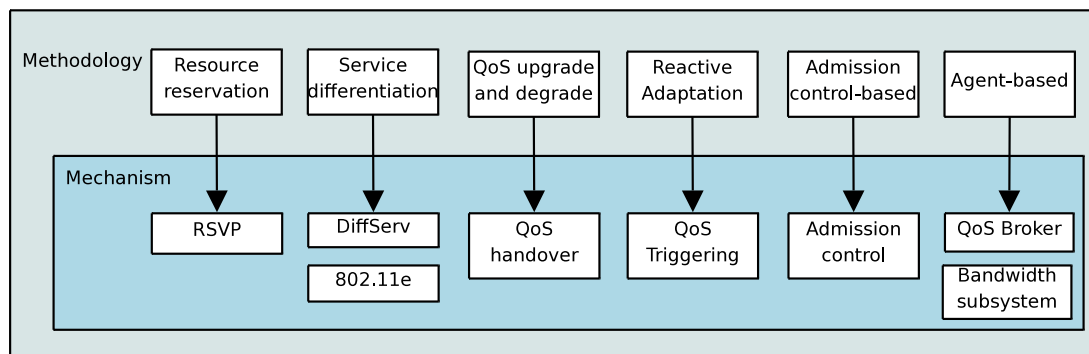 Methodology
Resource
reservation
Service
differentiation
QoS upgrade
and degrade
Reactive
Adaptation
Admission
control-based
Agent-based
Mechanism
RSVP
DiffServ
802.11e
QoS
handover
QoS
Triggering
Admission
control
QoS Broker
Bandwidth
subsystem